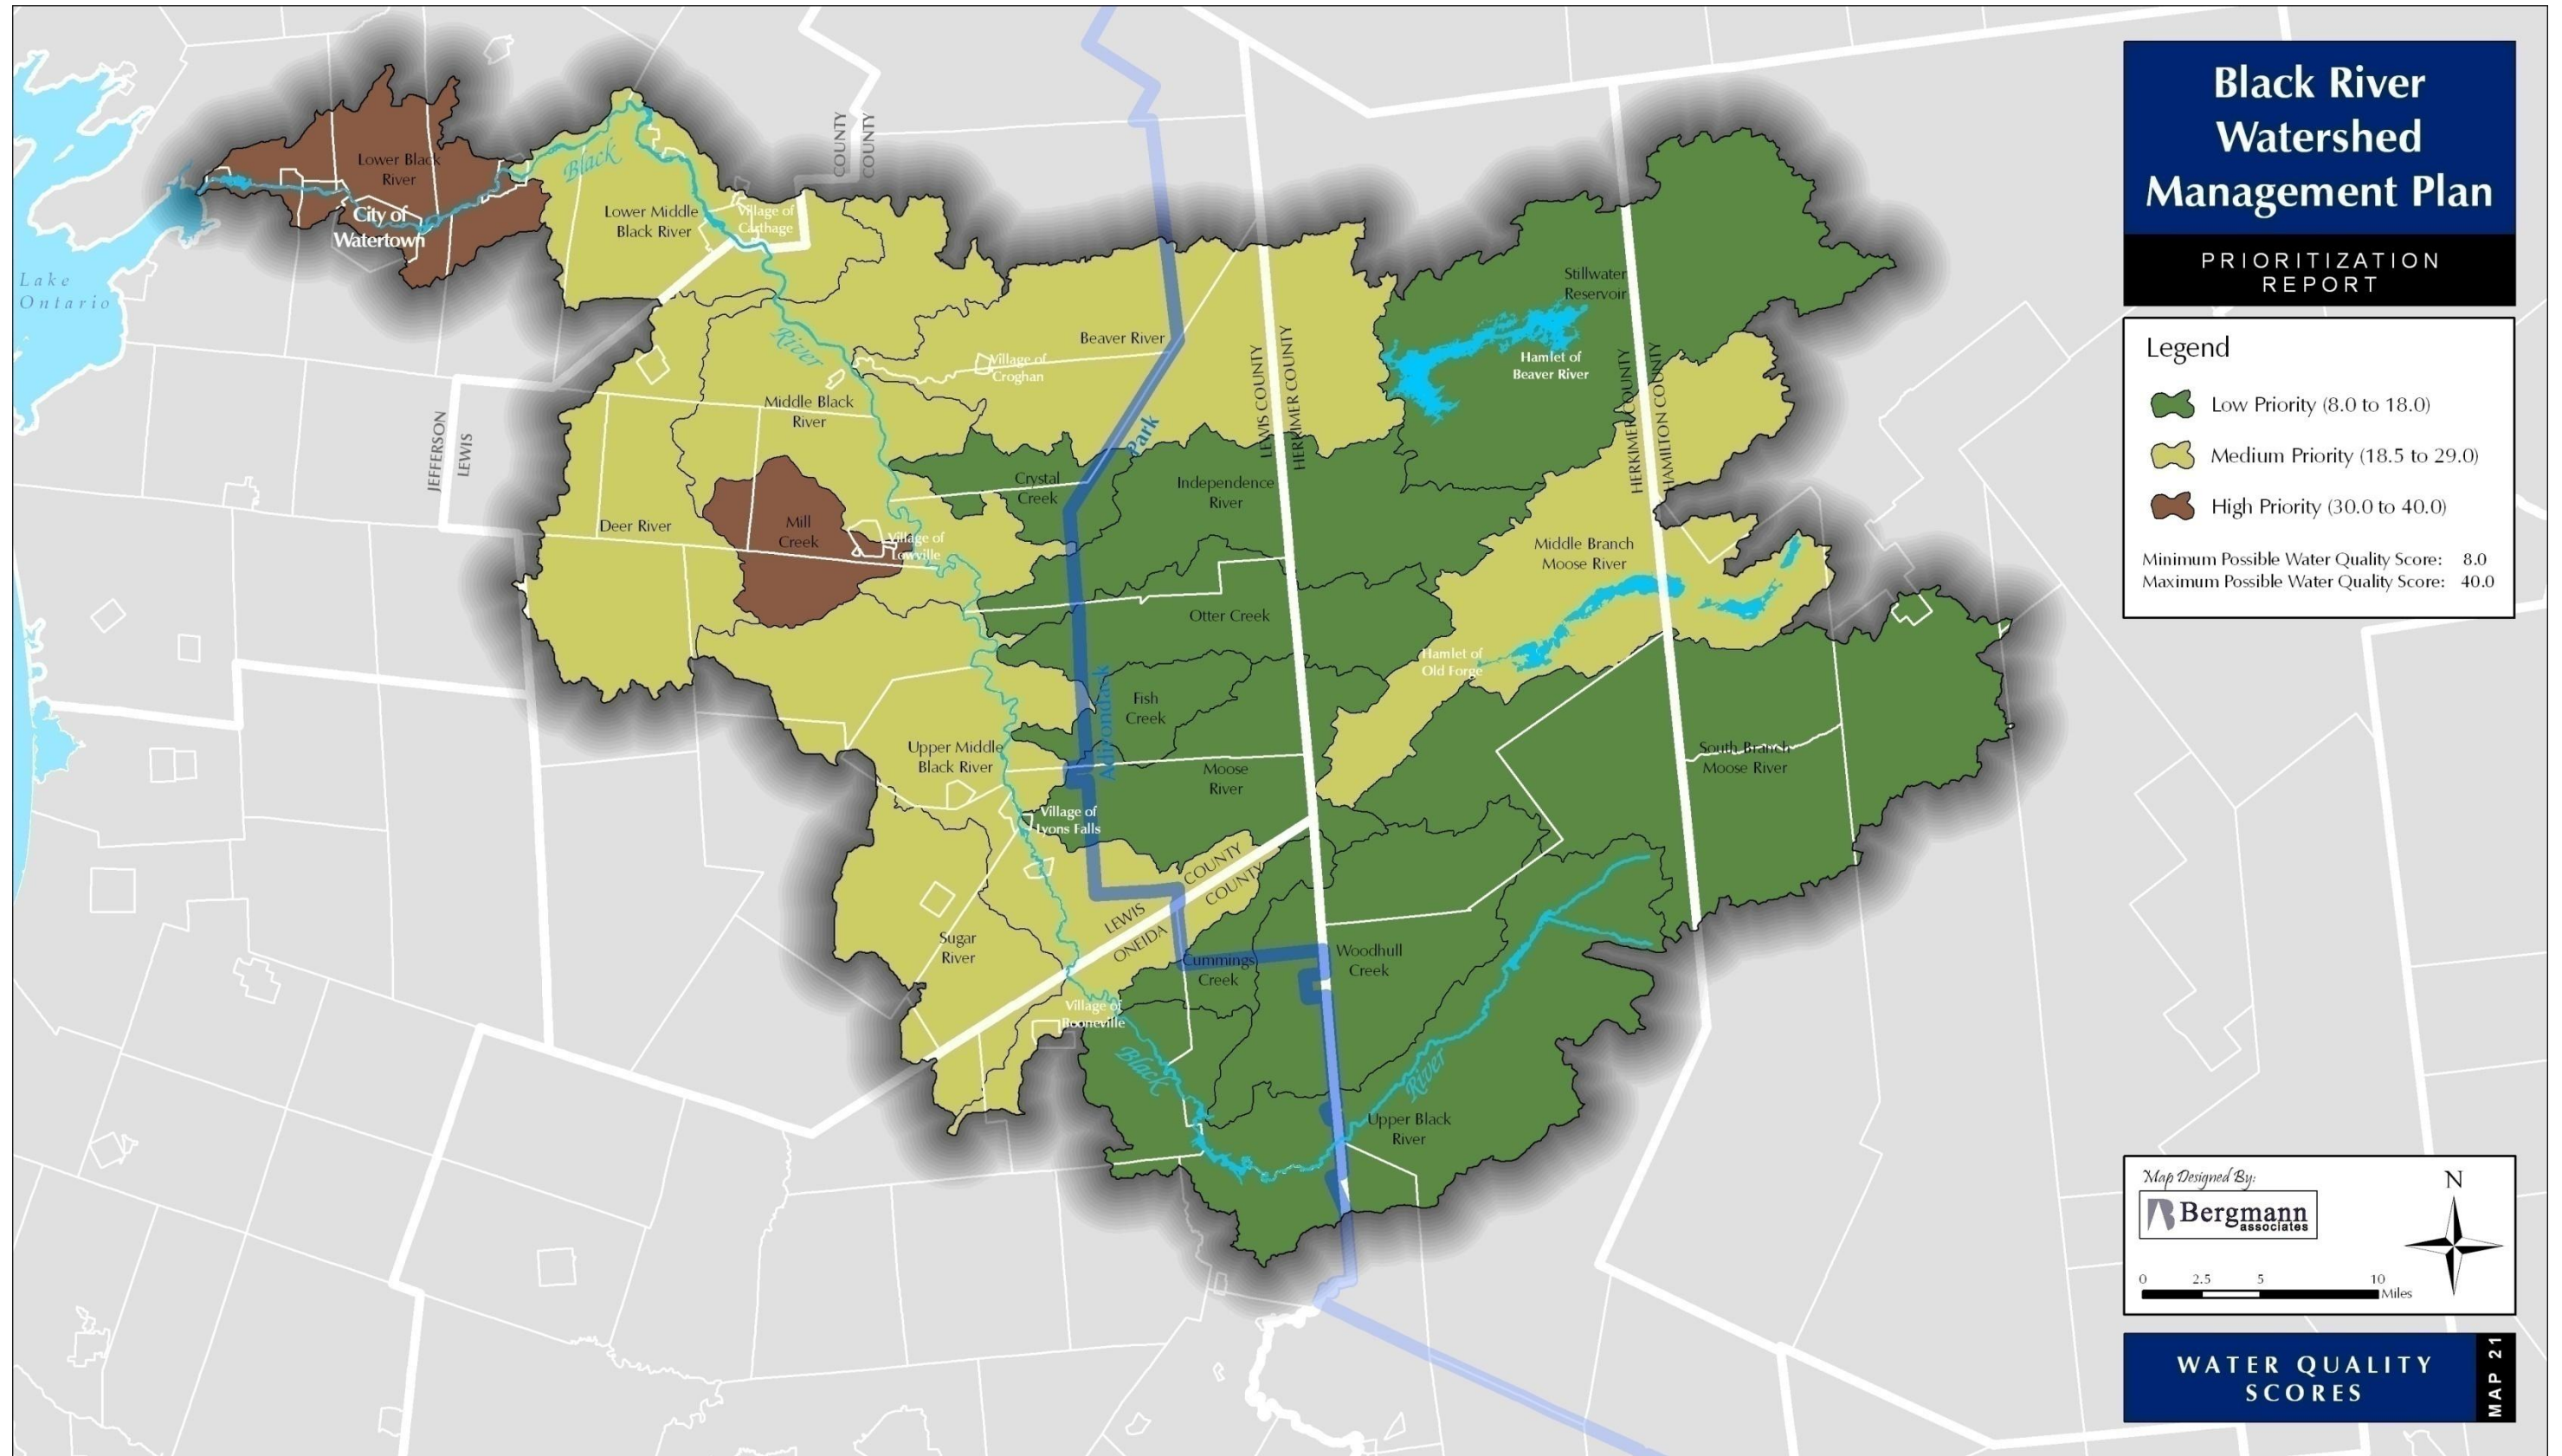 Black River
Watershed
Management Plan
PRIORITIZATION
REPORT
Legend
Low Priority (8.0 to 18.0)
Medium Priority (18.5 to 29.0)
High Priority (30.0 to 40.0)
Minimum Possible Water Quality Score: 8.0
Maximum Possible Water Quality Score: 40.0
Lake
Ontario
Lower Black
River
City of
Watertown
Black
Lower Middle
Black River
Village of
Carthage
COUNTY
COUNTY
River
Beaver River
Village of
Croghan
Middle Black
River
JEFFERSON
LEWIS
Deer River
Mill
Creek
Village of
Lowville
Crystal
Creek
Park
Independence
River
LEWIS COUNTY
HERKIMER COUNTY
Stillwater
Reservoir
Hamlet of
Beaver River
HERKIMER COUNTY
HAMILTON COUNTY
Middle Branch
Moose River
Otter Creek
Hamlet of
Old Forge
Adirondack
Fish
Creek
Upper Middle
Black River
Moose
River
South Branch
Moose River
Village of
Lyons Falls
COUNTY
COUNTY
LEWIS
ONEIDA
Sugar
River
Cummings
Creek
Woodhull
Creek
Village of
Booneville
Black
River
Upper Black
River
Map Designed By:
Bergmann
associates
N
0 2.5 5 10
Miles
WATER QUALITY
SCORES
MAP 21